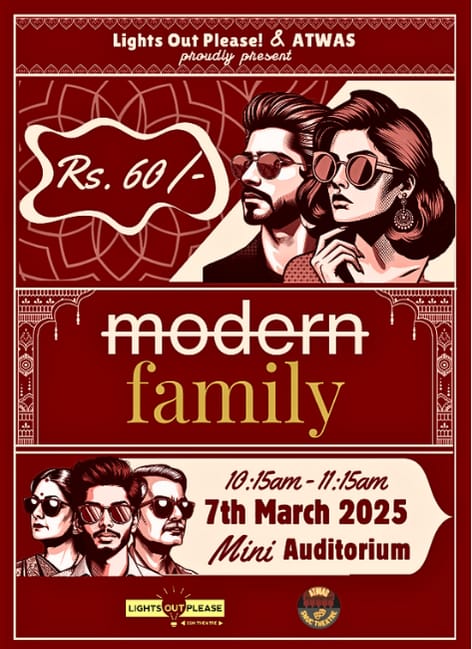 Lights Out Please! & ATWAS
proudly present
Rs. 60/-
modern
family
10:15am - 11:15am
7th March 2025
Mini Auditorium
LIGHTS OUT PLEASE
ATWAS